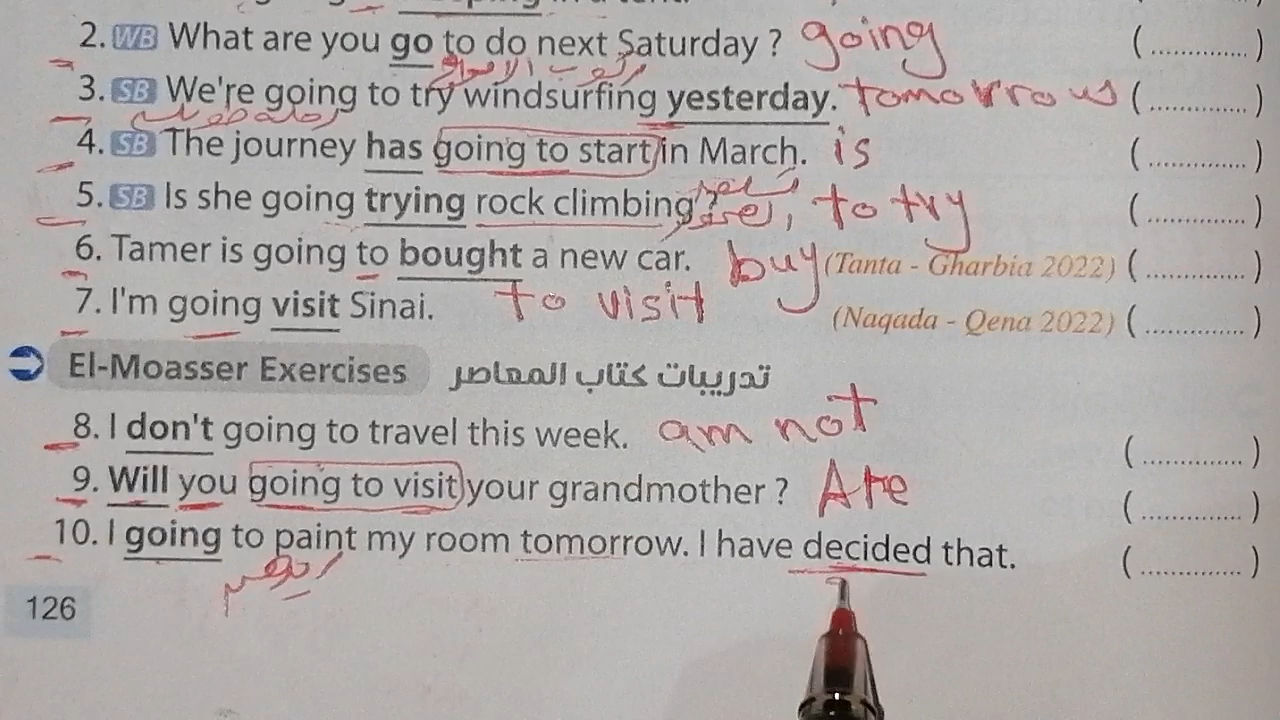 2. WB What are you go to do next Saturday ? going (..............)
ركوب الامواج
3. SB We're going to try windsurfing yesterday. tomorrow (..............)
4. SB The journey has going to start in March. is (..............)
5. SB Is she going trying rock climbing ? to try (..............)
6. Tamer is going to bought a new car. buy (Tanta - Gharbia 2022) (..............)
7. I'm going visit Sinai. to visit (Naqada - Qena 2022) (..............)
El-Moasser Exercises تدريبات كتاب المعاصر
8. I don't going to travel this week. am not (..............)
9. Will you going to visit your grandmother ? Are (..............)
10. I going to paint my room tomorrow. I have decided that. (..............)
126